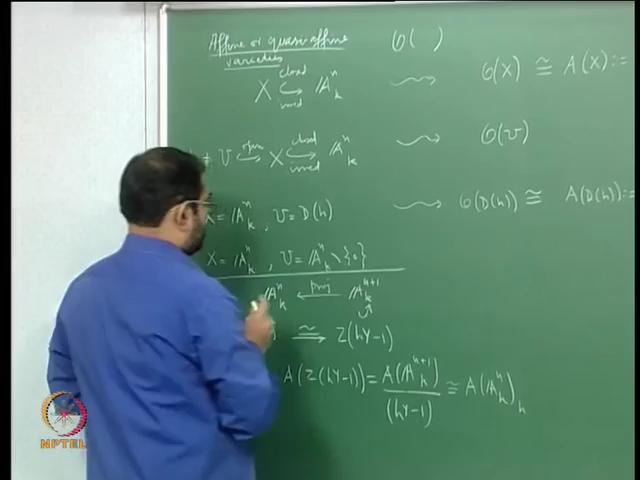 Affine or quasi-affine O( )
varieties
X closed ↪ irred 𝔸ⁿₖ ⇝ O(X) ≅ A(X) :=
≠ U open ↪ X closed ↪ irred 𝔸ⁿₖ ⇝ O(U)
X = 𝔸ⁿₖ, U = D(h) ⇝ O(D(h)) ≅ A(D(h)) :=
X = 𝔸ⁿₖ, U = 𝔸ⁿₖ \ {0}
𝔸ⁿₖ ⟵ proj 𝔸ⁿ⁺¹ₖ
≅ ⟶ Z(hY-1)
A(Z(hY-1)) = A(𝔸ⁿ⁺¹ₖ) / (hY-1) ≅ A(𝔸ⁿₖ)ₕ
NPTEL